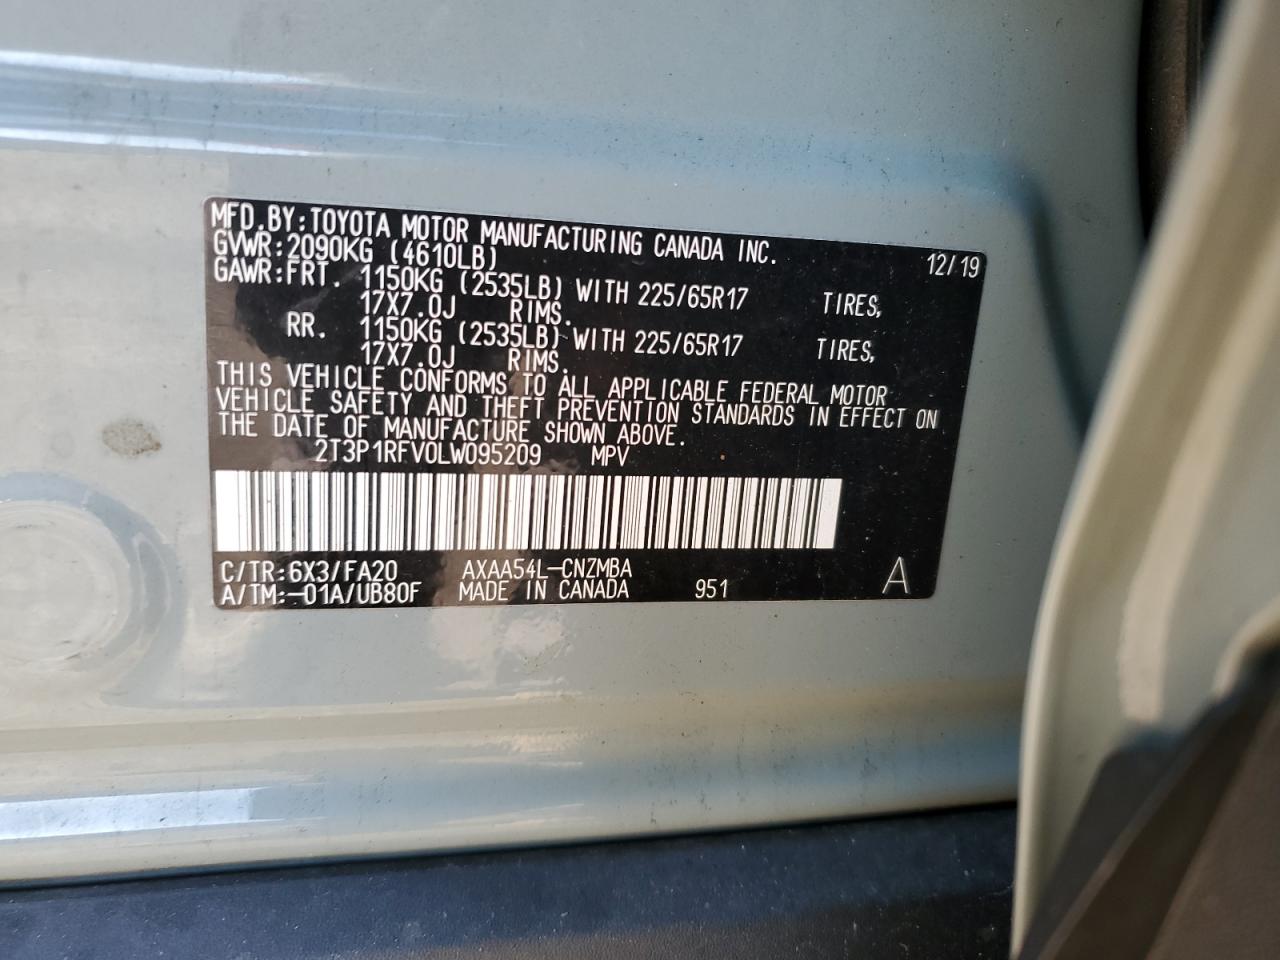 MFD.BY:TOYOTA MOTOR MANUFACTURING CANADA INC.
GVWR:2090KG (4610LB) 12/19
GAWR:FRT. 1150KG (2535LB) WITH 225/65R17 TIRES,
17X7.0J RIMS.
RR. 1150KG (2535LB) WITH 225/65R17 TIRES,
17X7.0J RIMS.
THIS VEHICLE CONFORMS TO ALL APPLICABLE FEDERAL MOTOR
VEHICLE SAFETY AND THEFT PREVENTION STANDARDS IN EFFECT ON
THE DATE OF MANUFACTURE SHOWN ABOVE.
2T3P1RFV0LW095209 MPV
C/TR:6X3/FA20 AXAA54L-CNZMBA A
A/TM:-01A/UB80F MADE IN CANADA 951